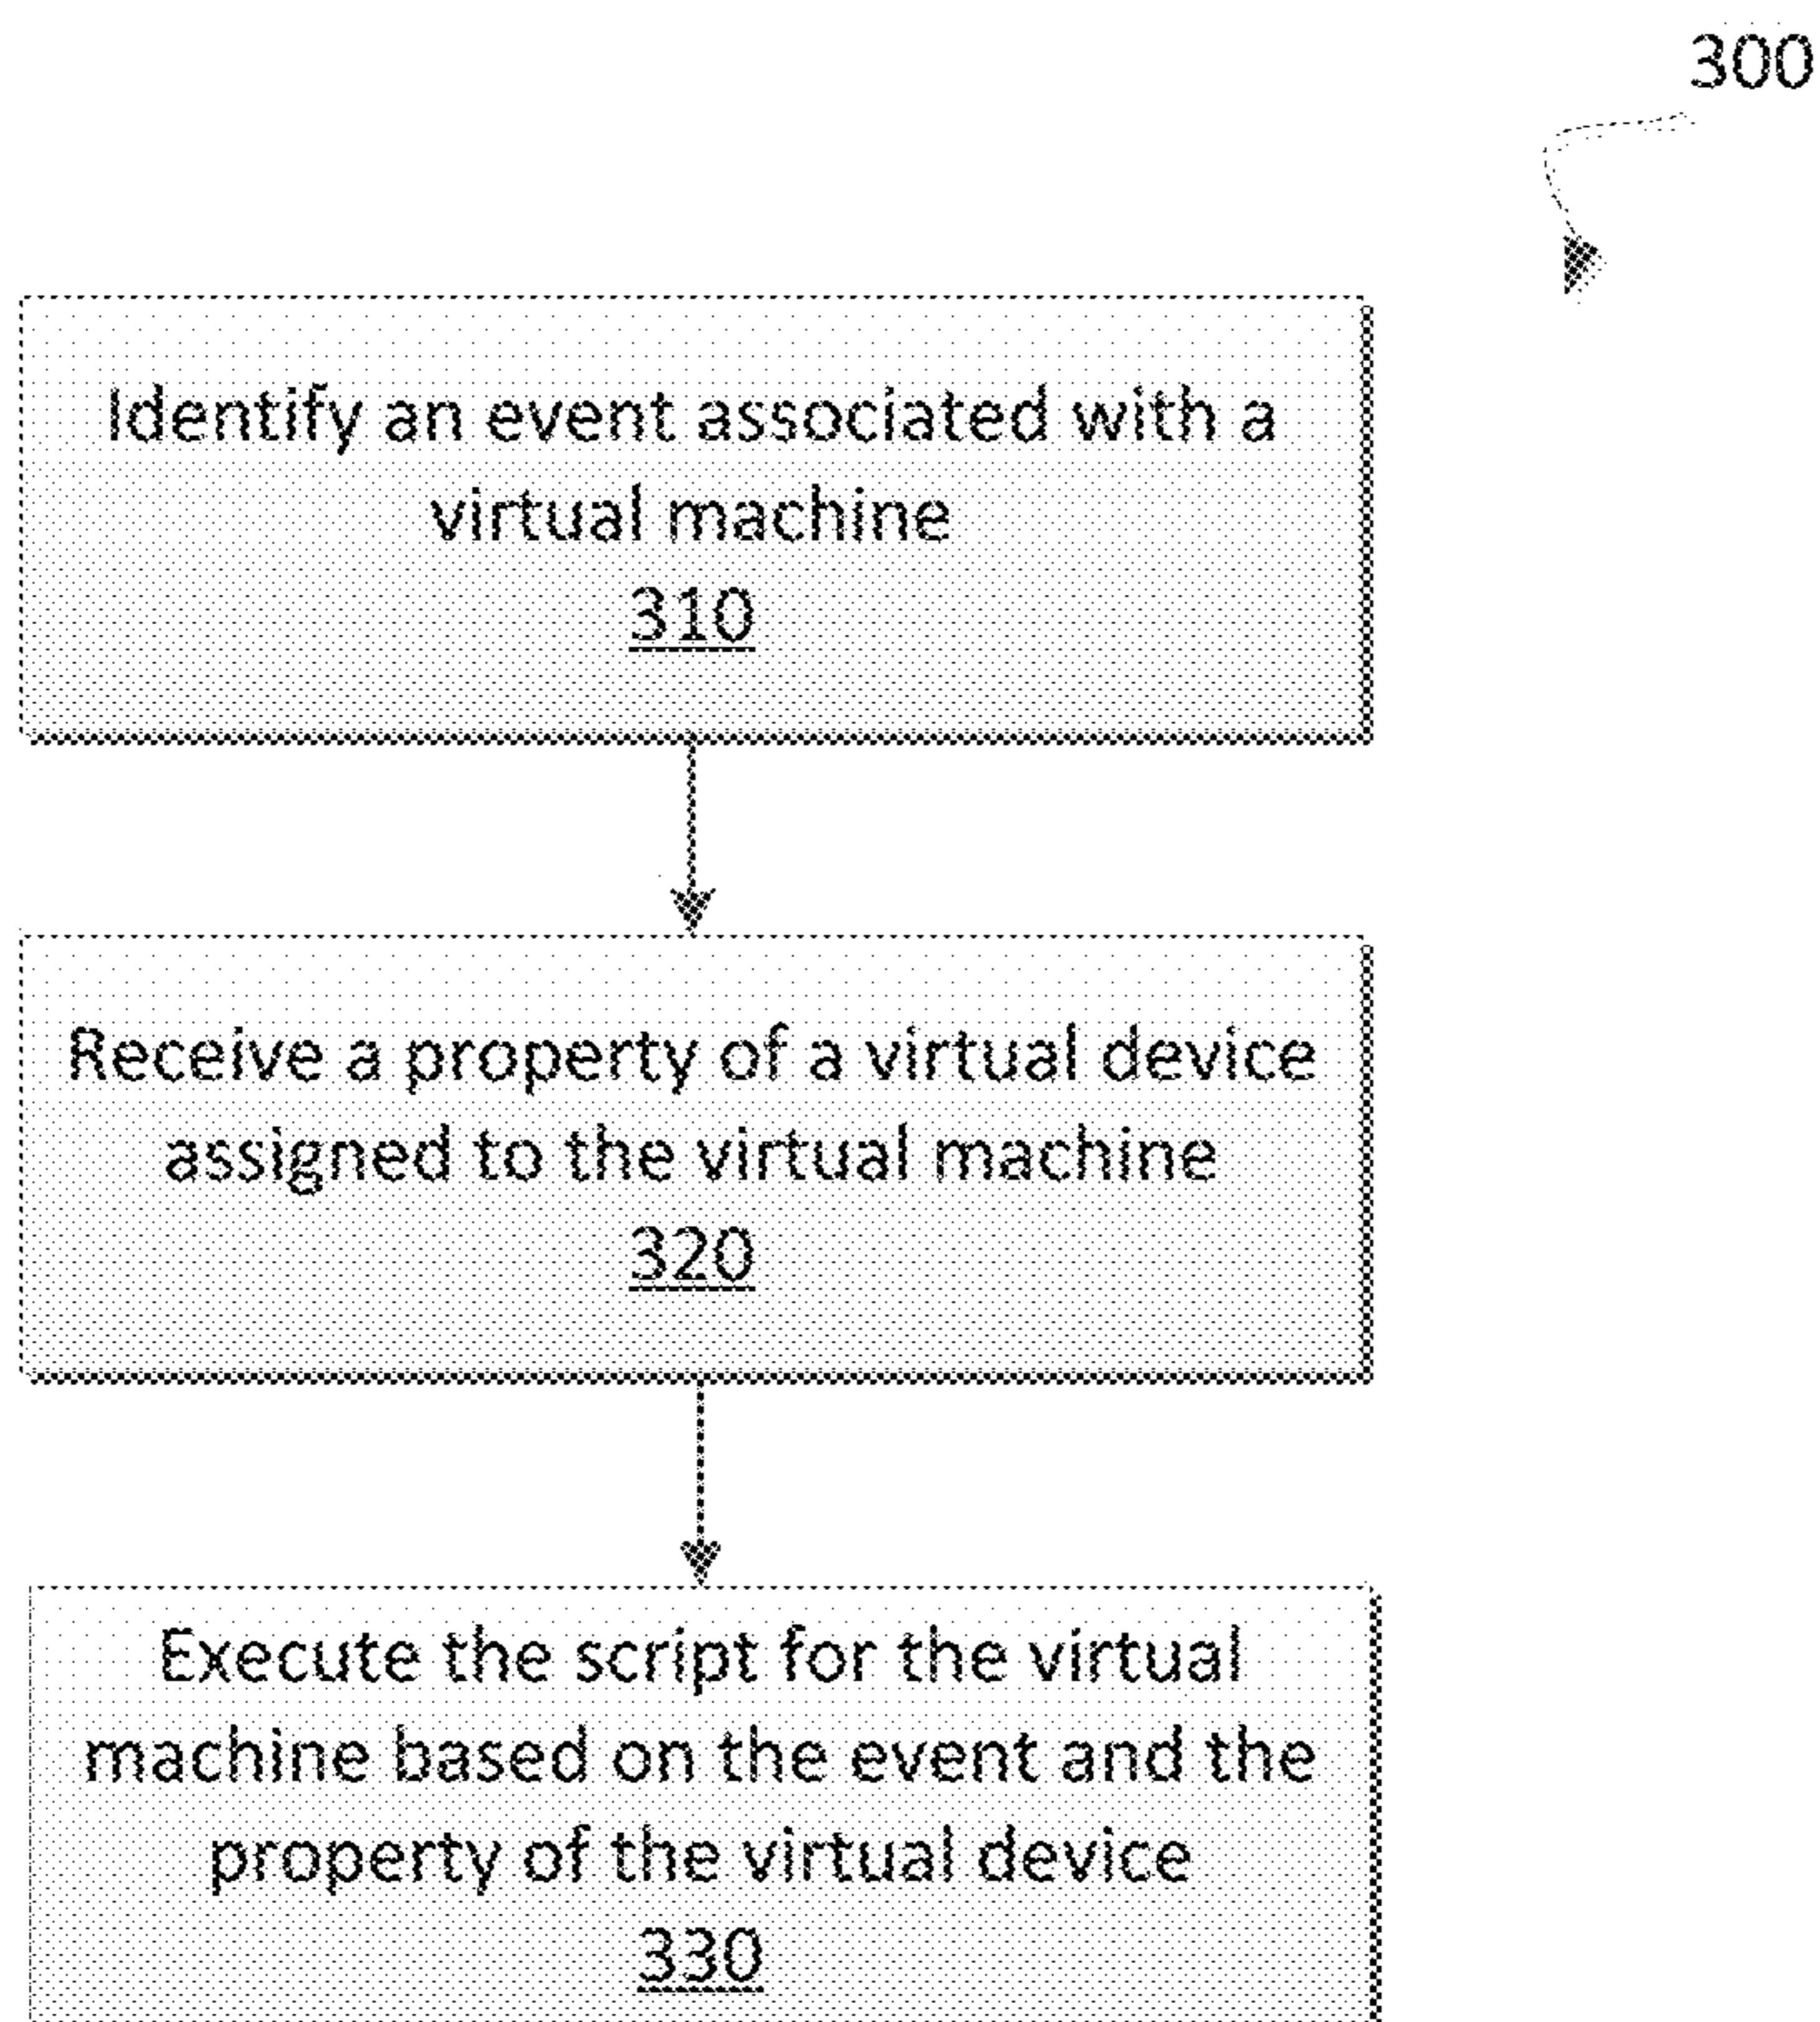 300
Identify an event associated with a
virtual machine
310
Receive a property of a virtual device
assigned to the virtual machine
320
Execute the script for the virtual
machine based on the event and the
property of the virtual device
330